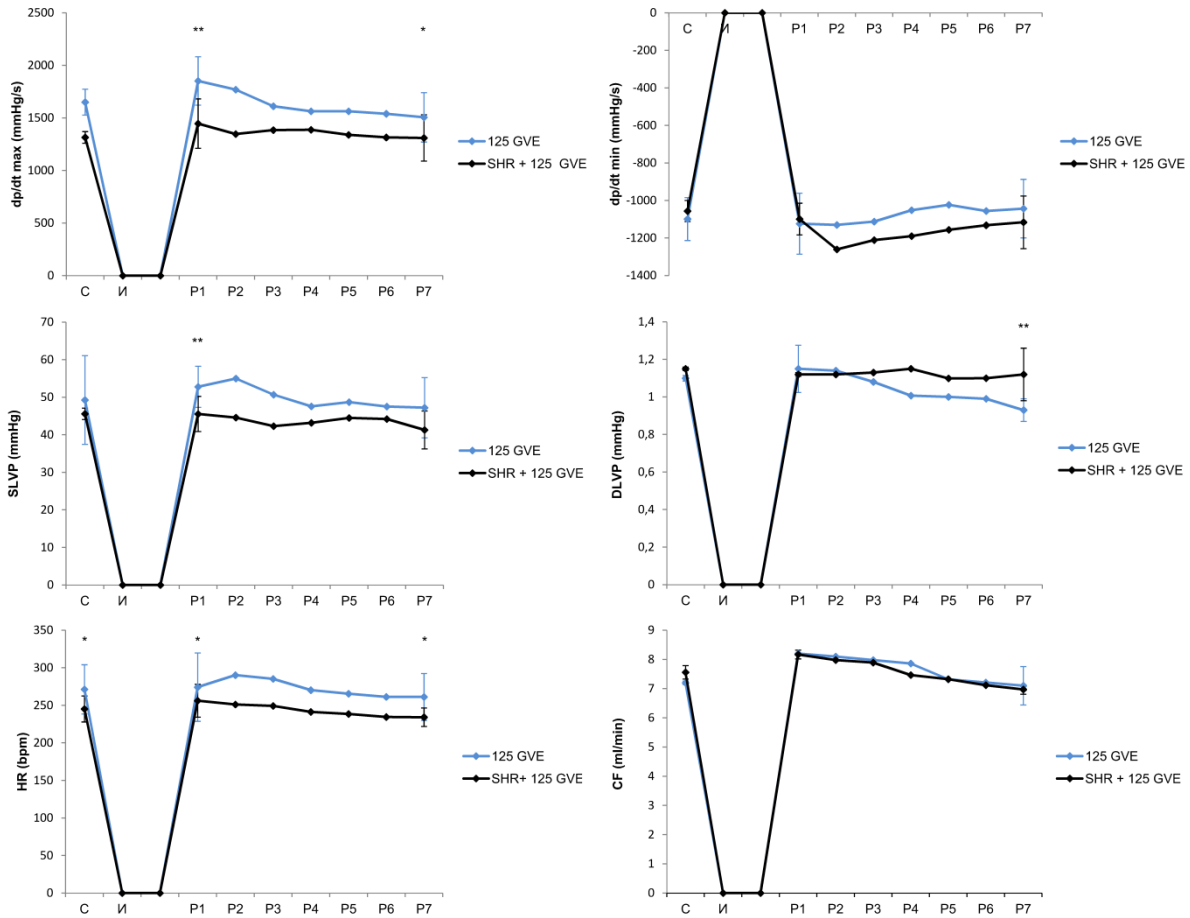 dp/dt max (mmHg/s)
2500
2000
1500
1000
500
0
** *
C И P1 P2 P3 P4 P5 P6 P7
125 GVE
SHR + 125 GVE
dp/dt min (mmHg/s)
0
-200
-400
-600
-800
-1000
-1200
-1400
C И P1 P2 P3 P4 P5 P6 P7
125 GVE
SHR + 125 GVE
SLVP (mmHg)
70
60
50
40
30
20
10
0
**
C И P1 P2 P3 P4 P5 P6 P7
125 GVE
SHR + 125 GVE
DLVP (mmHg)
1,4
1,2
1
0,8
0,6
0,4
0,2
0
**
C И P1 P2 P3 P4 P5 P6 P7
125 GVE
SHR + 125 GVE
HR (bpm)
350
300
250
200
150
100
50
0
* * *
C И P1 P2 P3 P4 P5 P6 P7
125 GVE
SHR+ 125 GVE
CF (ml/min)
9
8
7
6
5
4
3
2
1
0
C И P1 P2 P3 P4 P5 P6 P7
125 GVE
SHR + 125 GVE